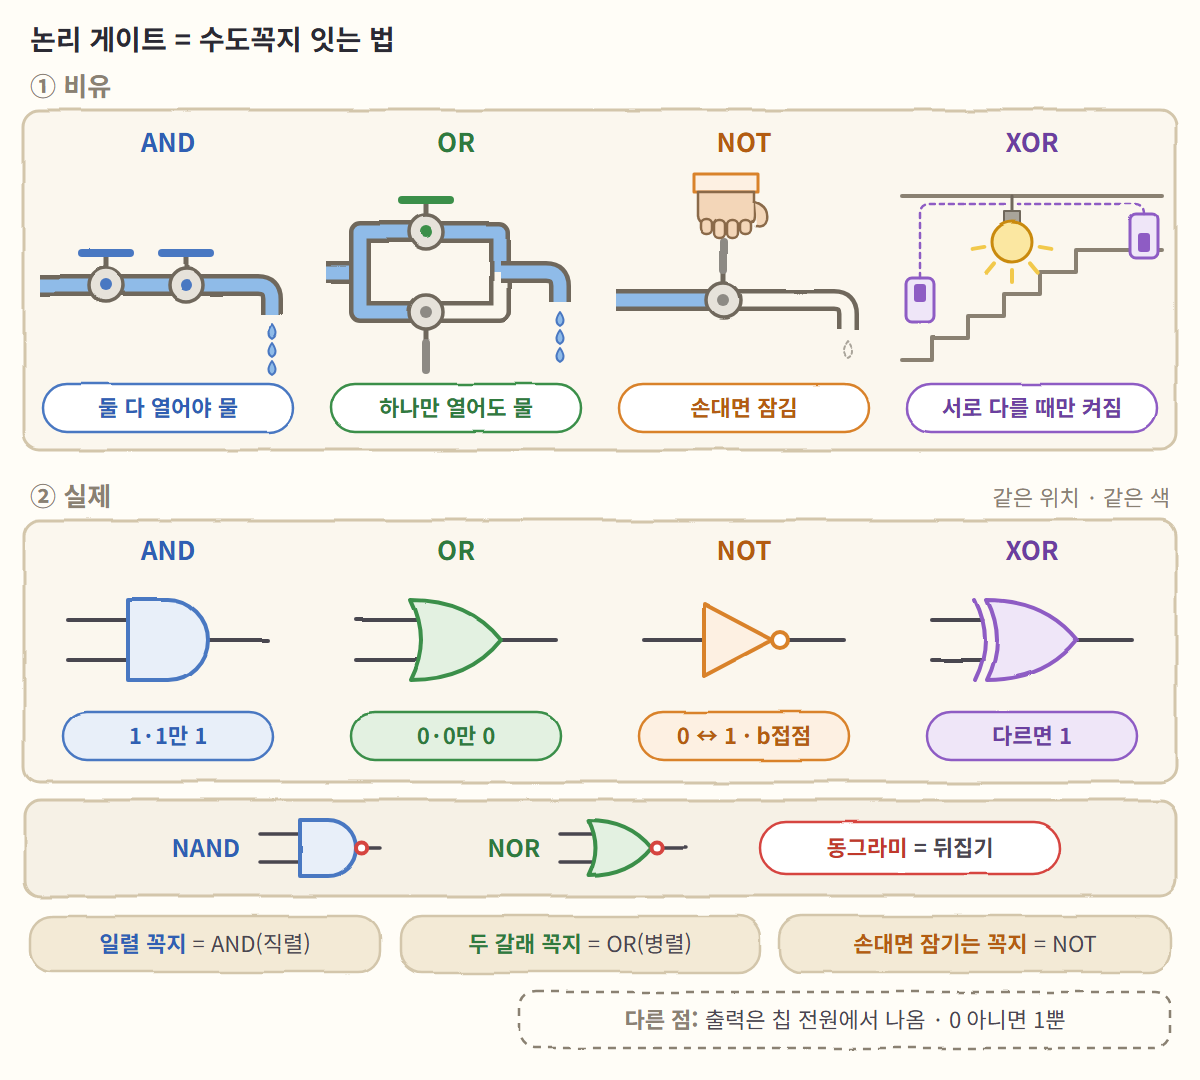 논리 게이트 = 수도꼭지 잇는 법
① 비유
AND OR NOT XOR
둘 다 열어야 물 하나만 열어도 물 손대면 잠김 서로 다를 때만 켜짐
② 실제 같은 위치 · 같은 색
AND OR NOT XOR
1·1만 1 0·0만 0 0 ↔ 1 · b접점 다르면 1
NAND NOR 동그라미 = 뒤집기
일렬 꼭지 = AND(직렬) 두 갈래 꼭지 = OR(병렬) 손대면 잠기는 꼭지 = NOT
다른 점: 출력은 칩 전원에서 나옴 · 0 아니면 1뿐